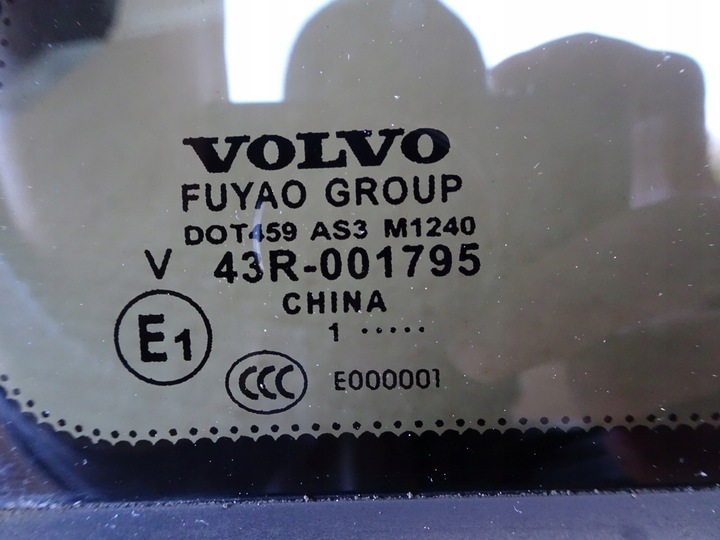 VOLVO
FUYAO GROUP
DOT459 AS3 M1240
V 43R-001795
CHINA
1 .....
E1
CCC E000001